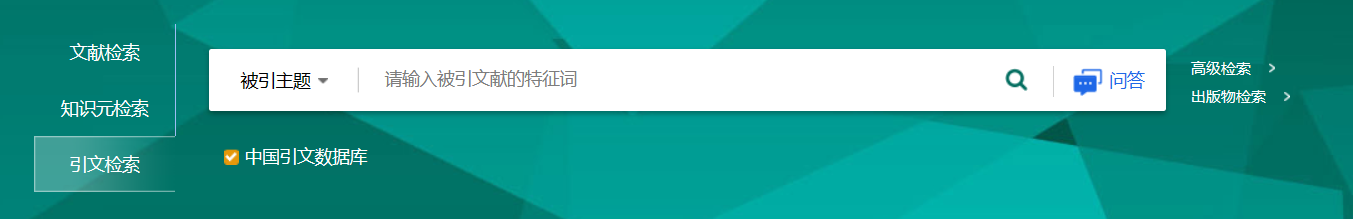 文献检索
知识元检索
引文检索
被引主题 请输入被引文献的特征词 问答
中国引文数据库
高级检索 >
出版物检索 >